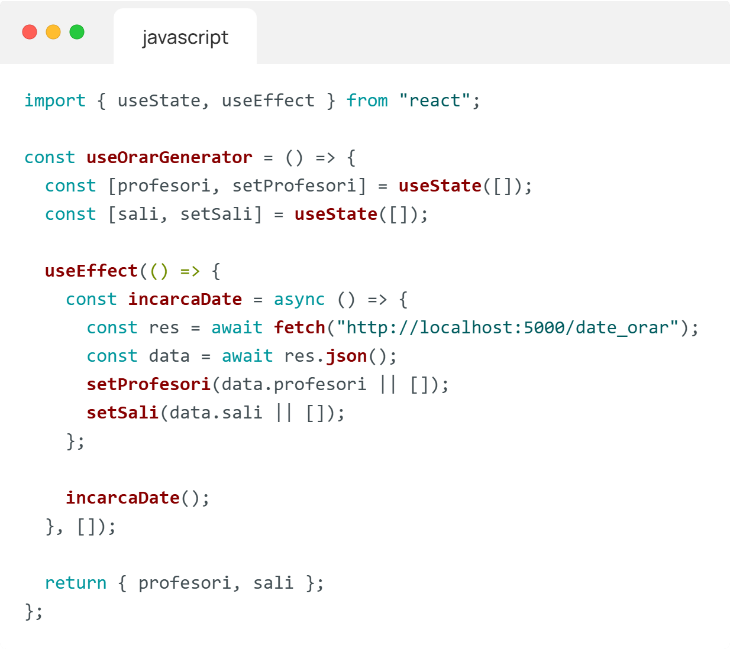 javascript
import { useState, useEffect } from "react";
const useOrarGenerator = () => {
  const [profesori, setProfesori] = useState([]);
  const [sali, setSali] = useState([]);
  useEffect(() => {
    const incarcaDate = async () => {
      const res = await fetch("http://localhost:5000/date_orar");
      const data = await res.json();
      setProfesori(data.profesori || []);
      setSali(data.sali || []);
    };
    incarcaDate();
  }, []);
  return { profesori, sali };
};